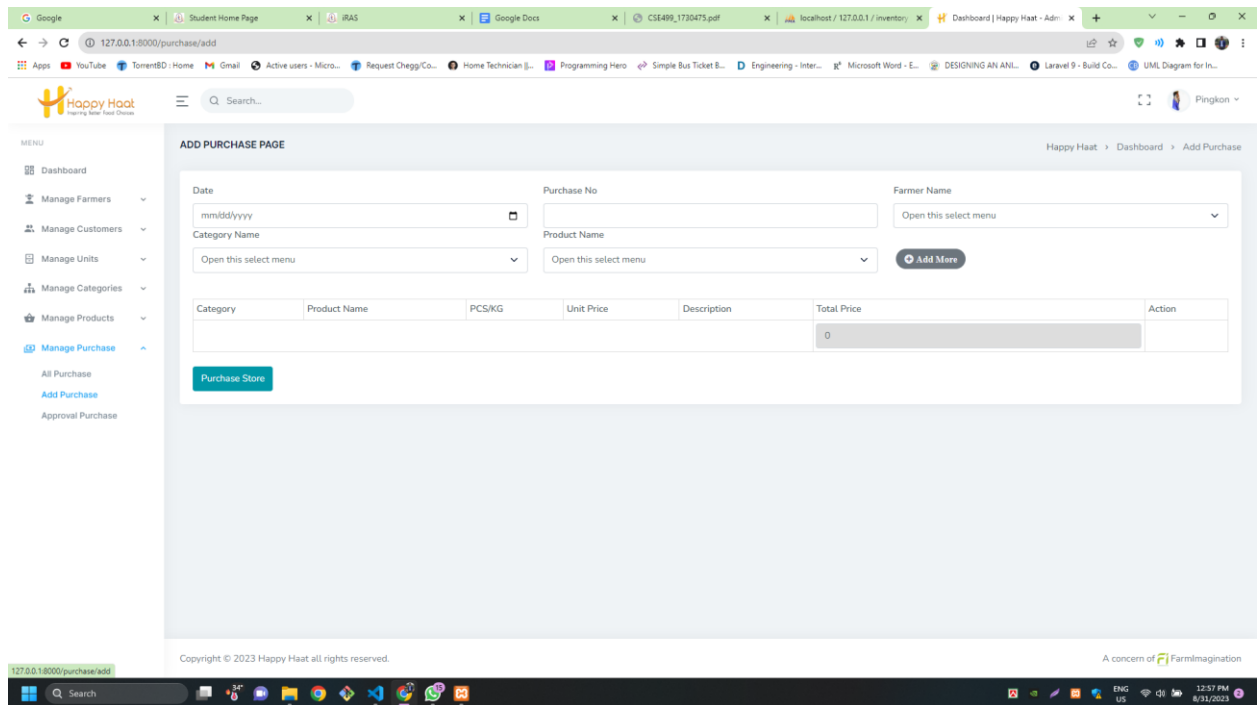 Google Student Home Page iRAS Google Docs CSE499_1730475.pdf localhost / 127.0.0.1 / inventory Dashboard | Happy Haat - Adm
127.0.0.1:8000/purchase/add
Apps YouTube TorrentBD : Home Gmail Active users - Micro... Request Chegg/Co... Home Technician ||... Programming Hero Simple Bus Ticket B... Engineering - Inter... Microsoft Word - E... DESIGNING AN ANI... Laravel 9 - Build Co... UML Diagram for In...
Happy Haat
Inspiring Better Food Choices
Search...
Pingkon
MENU
Dashboard
Manage Farmers
Manage Customers
Manage Units
Manage Categories
Manage Products
Manage Purchase
All Purchase
Add Purchase
Approval Purchase
ADD PURCHASE PAGE
Happy Haat > Dashboard > Add Purchase
Date Purchase No Farmer Name
mm/dd/yyyy Open this select menu
Category Name Product Name
Open this select menu Open this select menu Add More
Category Product Name PCS/KG Unit Price Description Total Price Action
0
Purchase Store
Copyright © 2023 Happy Haat all rights reserved.
A concern of FarmImagination
127.0.0.1:8000/purchase/add
Search
34°
15
ENG
US
12:57 PM
8/31/2023
2